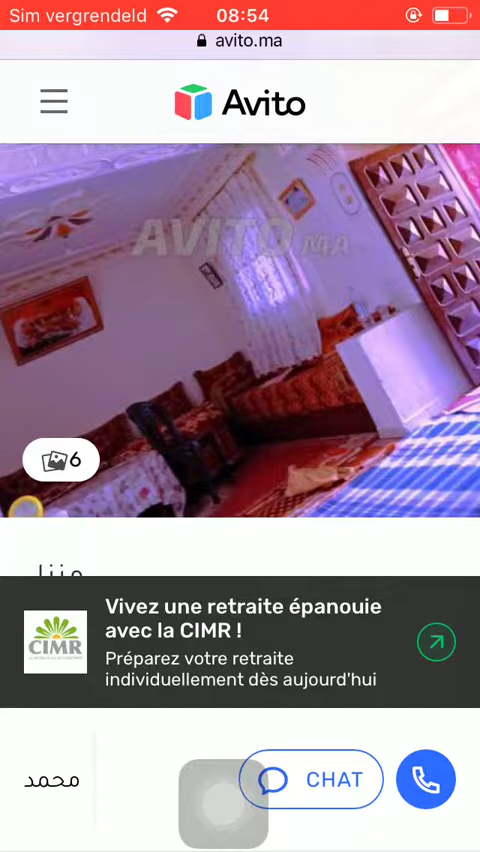 Sim vergrendeld
08:54
avito.ma
Avito
AVITO.MA
6
منزل
Vivez une retraite épanouie
avec la CIMR !
CIMR
Préparez votre retraite
individuellement dès aujourd'hui
محمد
CHAT